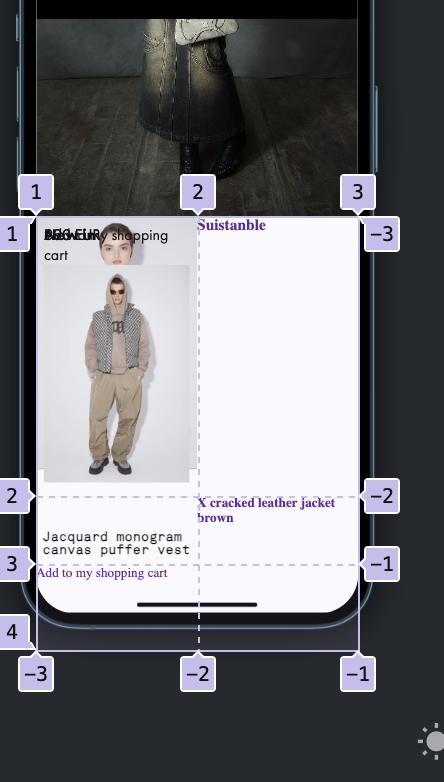 1 2 3
1 -3
Suistanble
my shopping
cart
2 -2
X cracked leather jacket
brown
Jacquard monogram
canvas puffer vest
3 -1
Add to my shopping cart
4
-3 -2 -1